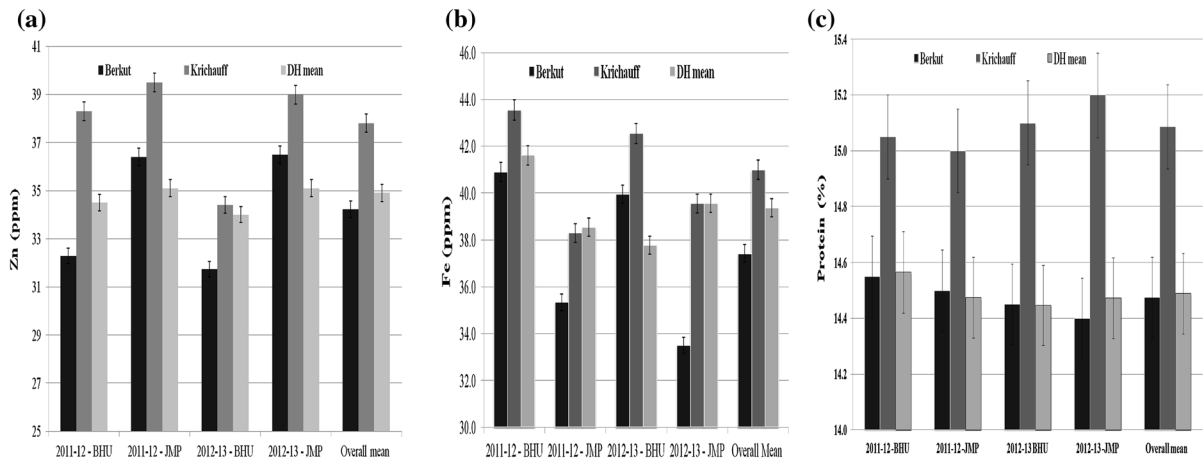 (a)
Zn (ppm)
41
39
37
35
33
31
29
27
25
Berkut
Krichauff
DH mean
2011-12 - BHU
2011-12 - JMP
2012-13 - BHU
2012-13 - JMP
Overall mean
(b)
Fe (ppm)
46.0
44.0
42.0
40.0
38.0
36.0
34.0
32.0
30.0
Berkut
Krichauff
DH mean
2011-12 - BHU
2011-12 - JMP
2012-13 - BHU
2012-13 - JMP
Overall Mean
(c)
Protein (%)
15.4
15.2
15.0
14.8
14.6
14.4
14.2
14.0
Berkut
Krichauff
DH mean
2011-12-BHU
2011-12-JMP
2012-13 BHU
2012-13-JMP
Overall mean